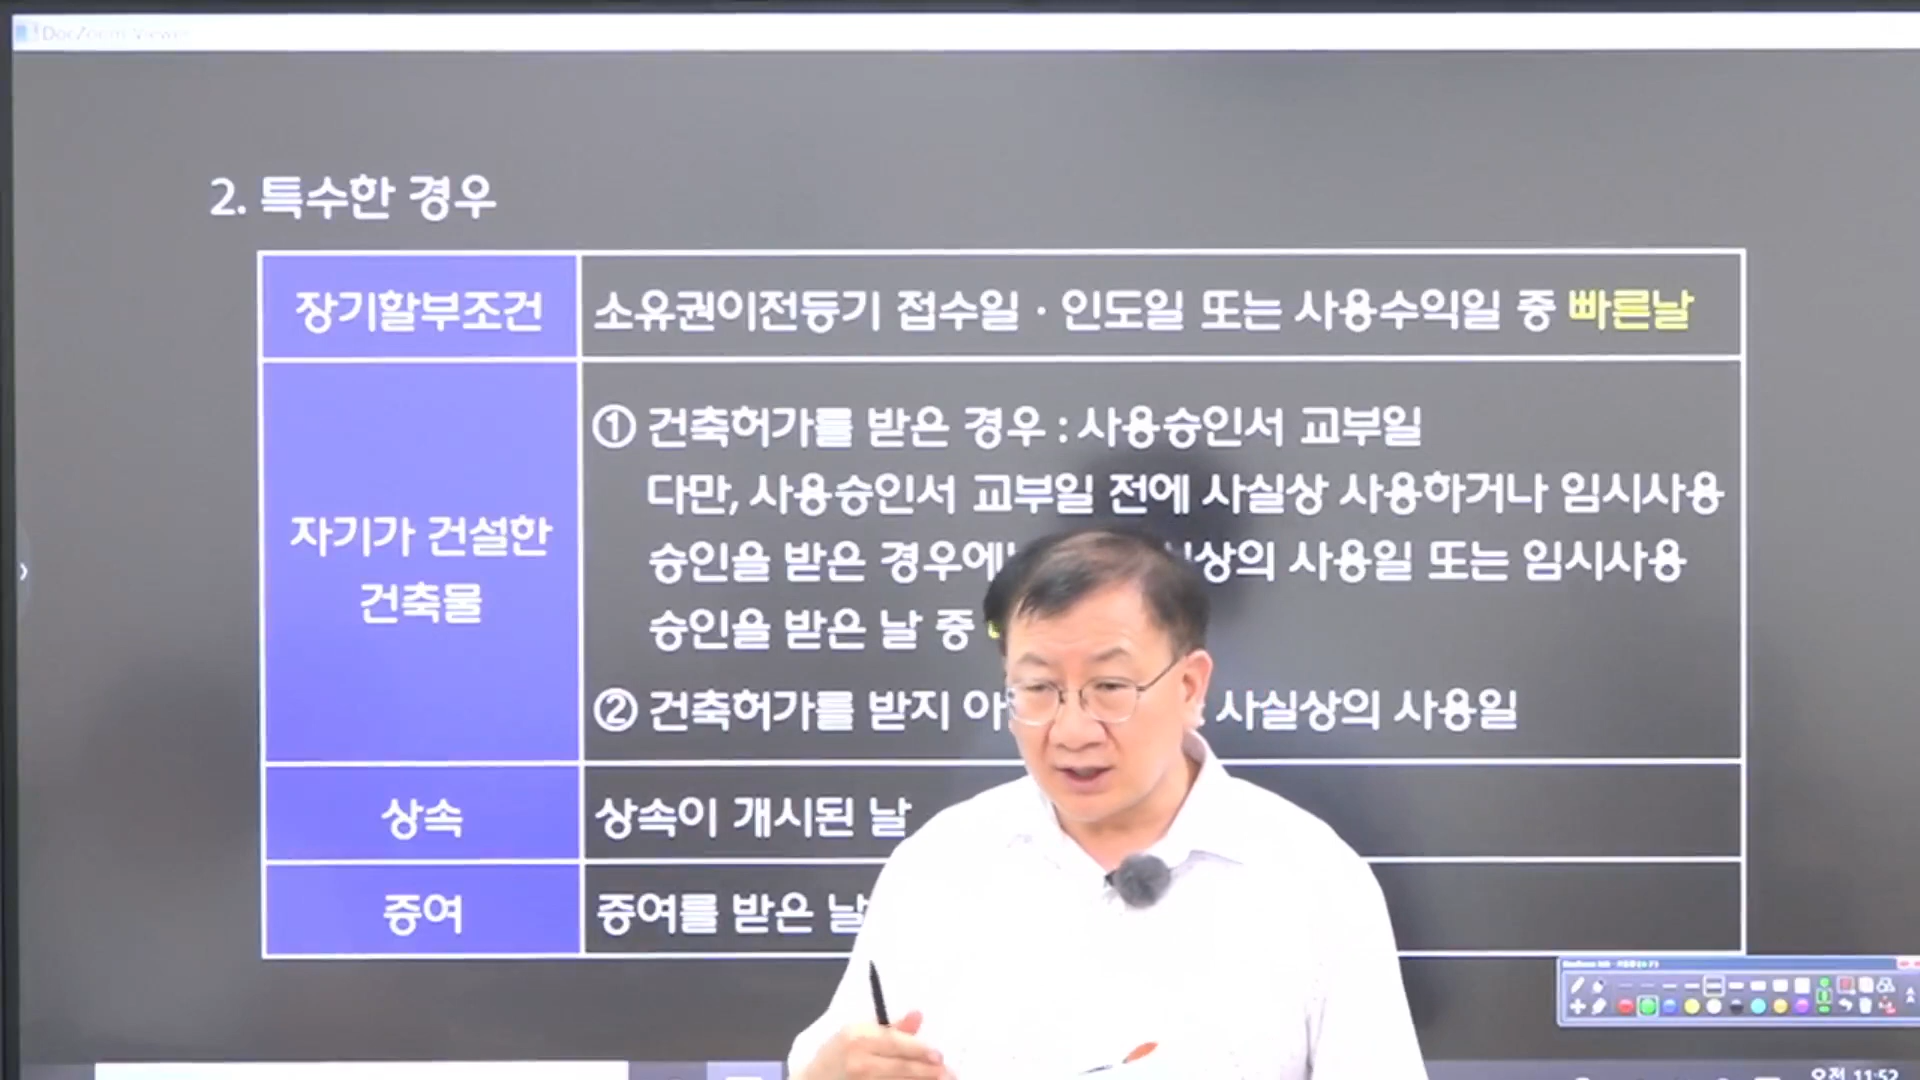 DocZoom Viewer
2. 특수한 경우
장기할부조건
소유권이전등기 접수일 · 인도일 또는 사용수익일 중 빠른날
자기가 건설한
건축물
① 건축허가를 받은 경우 : 사용승인서 교부일
다만, 사용승인서 교부일 전에 사실상 사용하거나 임시사용
승인을 받은 경우에 상의 사용일 또는 임시사용
승인을 받은 날 중
② 건축허가를 받지 아 사실상의 사용일
상속
상속이 개시된 날
증여
증여를 받은 날
오전 11:52